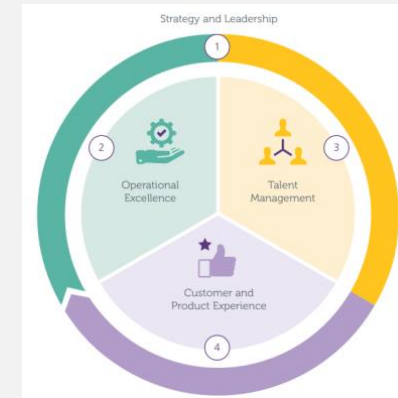 Strategy and Leadership
1
2
3
Operational
Excellence
Talent
Management
Customer and
Product Experience
4